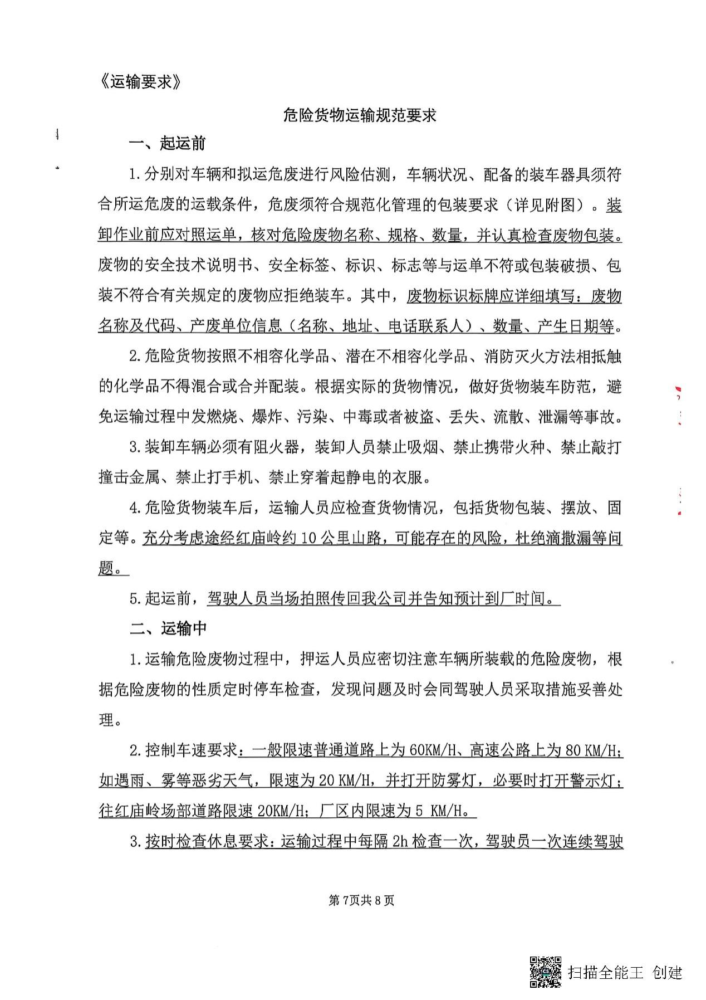 《运输要求》
危险货物运输规范要求
一、起运前
1.分别对车辆和拟运危废进行风险估测，车辆状况、配备的装车器具须符
合所运危废的运载条件，危废须符合规范化管理的包装要求（详见附图）。装
卸作业前应对照运单，核对危险废物名称、规格、数量，并认真检查废物包装。
废物的安全技术说明书、安全标签、标识、标志等与运单不符或包装破损、包
装不符合有关规定的废物应拒绝装车。其中，废物标识标牌应详细填写：废物
名称及代码、产废单位信息（名称、地址、电话联系人）、数量、产生日期等。
2.危险货物按照不相容化学品、潜在不相容化学品、消防灭火方法相抵触
的化学品不得混合或合并配装。根据实际的货物情况，做好货物装车防范，避
免运输过程中发燃烧、爆炸、污染、中毒或者被盗、丢失、流散、泄漏等事故。
3.装卸车辆必须有阻火器，装卸人员禁止吸烟、禁止携带火种、禁止敲打
撞击金属、禁止打手机、禁止穿着起静电的衣服。
4.危险货物装车后，运输人员应检查货物情况，包括货物包装、摆放、固
定等。充分考虑途经红庙岭约10公里山路，可能存在的风险，杜绝滴撒漏等问
题。
5.起运前，驾驶人员当场拍照传回我公司并告知预计到厂时间。
二、运输中
1.运输危险废物过程中，押运人员应密切注意车辆所装载的危险废物，根
据危险废物的性质定时停车检查，发现问题及时会同驾驶人员采取措施妥善处
理。
2.控制车速要求：一般限速普通道路上为60KM/H、高速公路上为80 KM/H；
如遇雨、雾等恶劣天气，限速为20 KM/H，并打开防雾灯，必要时打开警示灯；
往红庙岭场部道路限速20KM/H；厂区内限速为5 KM/H。
3.按时检查休息要求：运输过程中每隔2h检查一次，驾驶员一次连续驾驶
第7页共8页
扫描全能王 创建